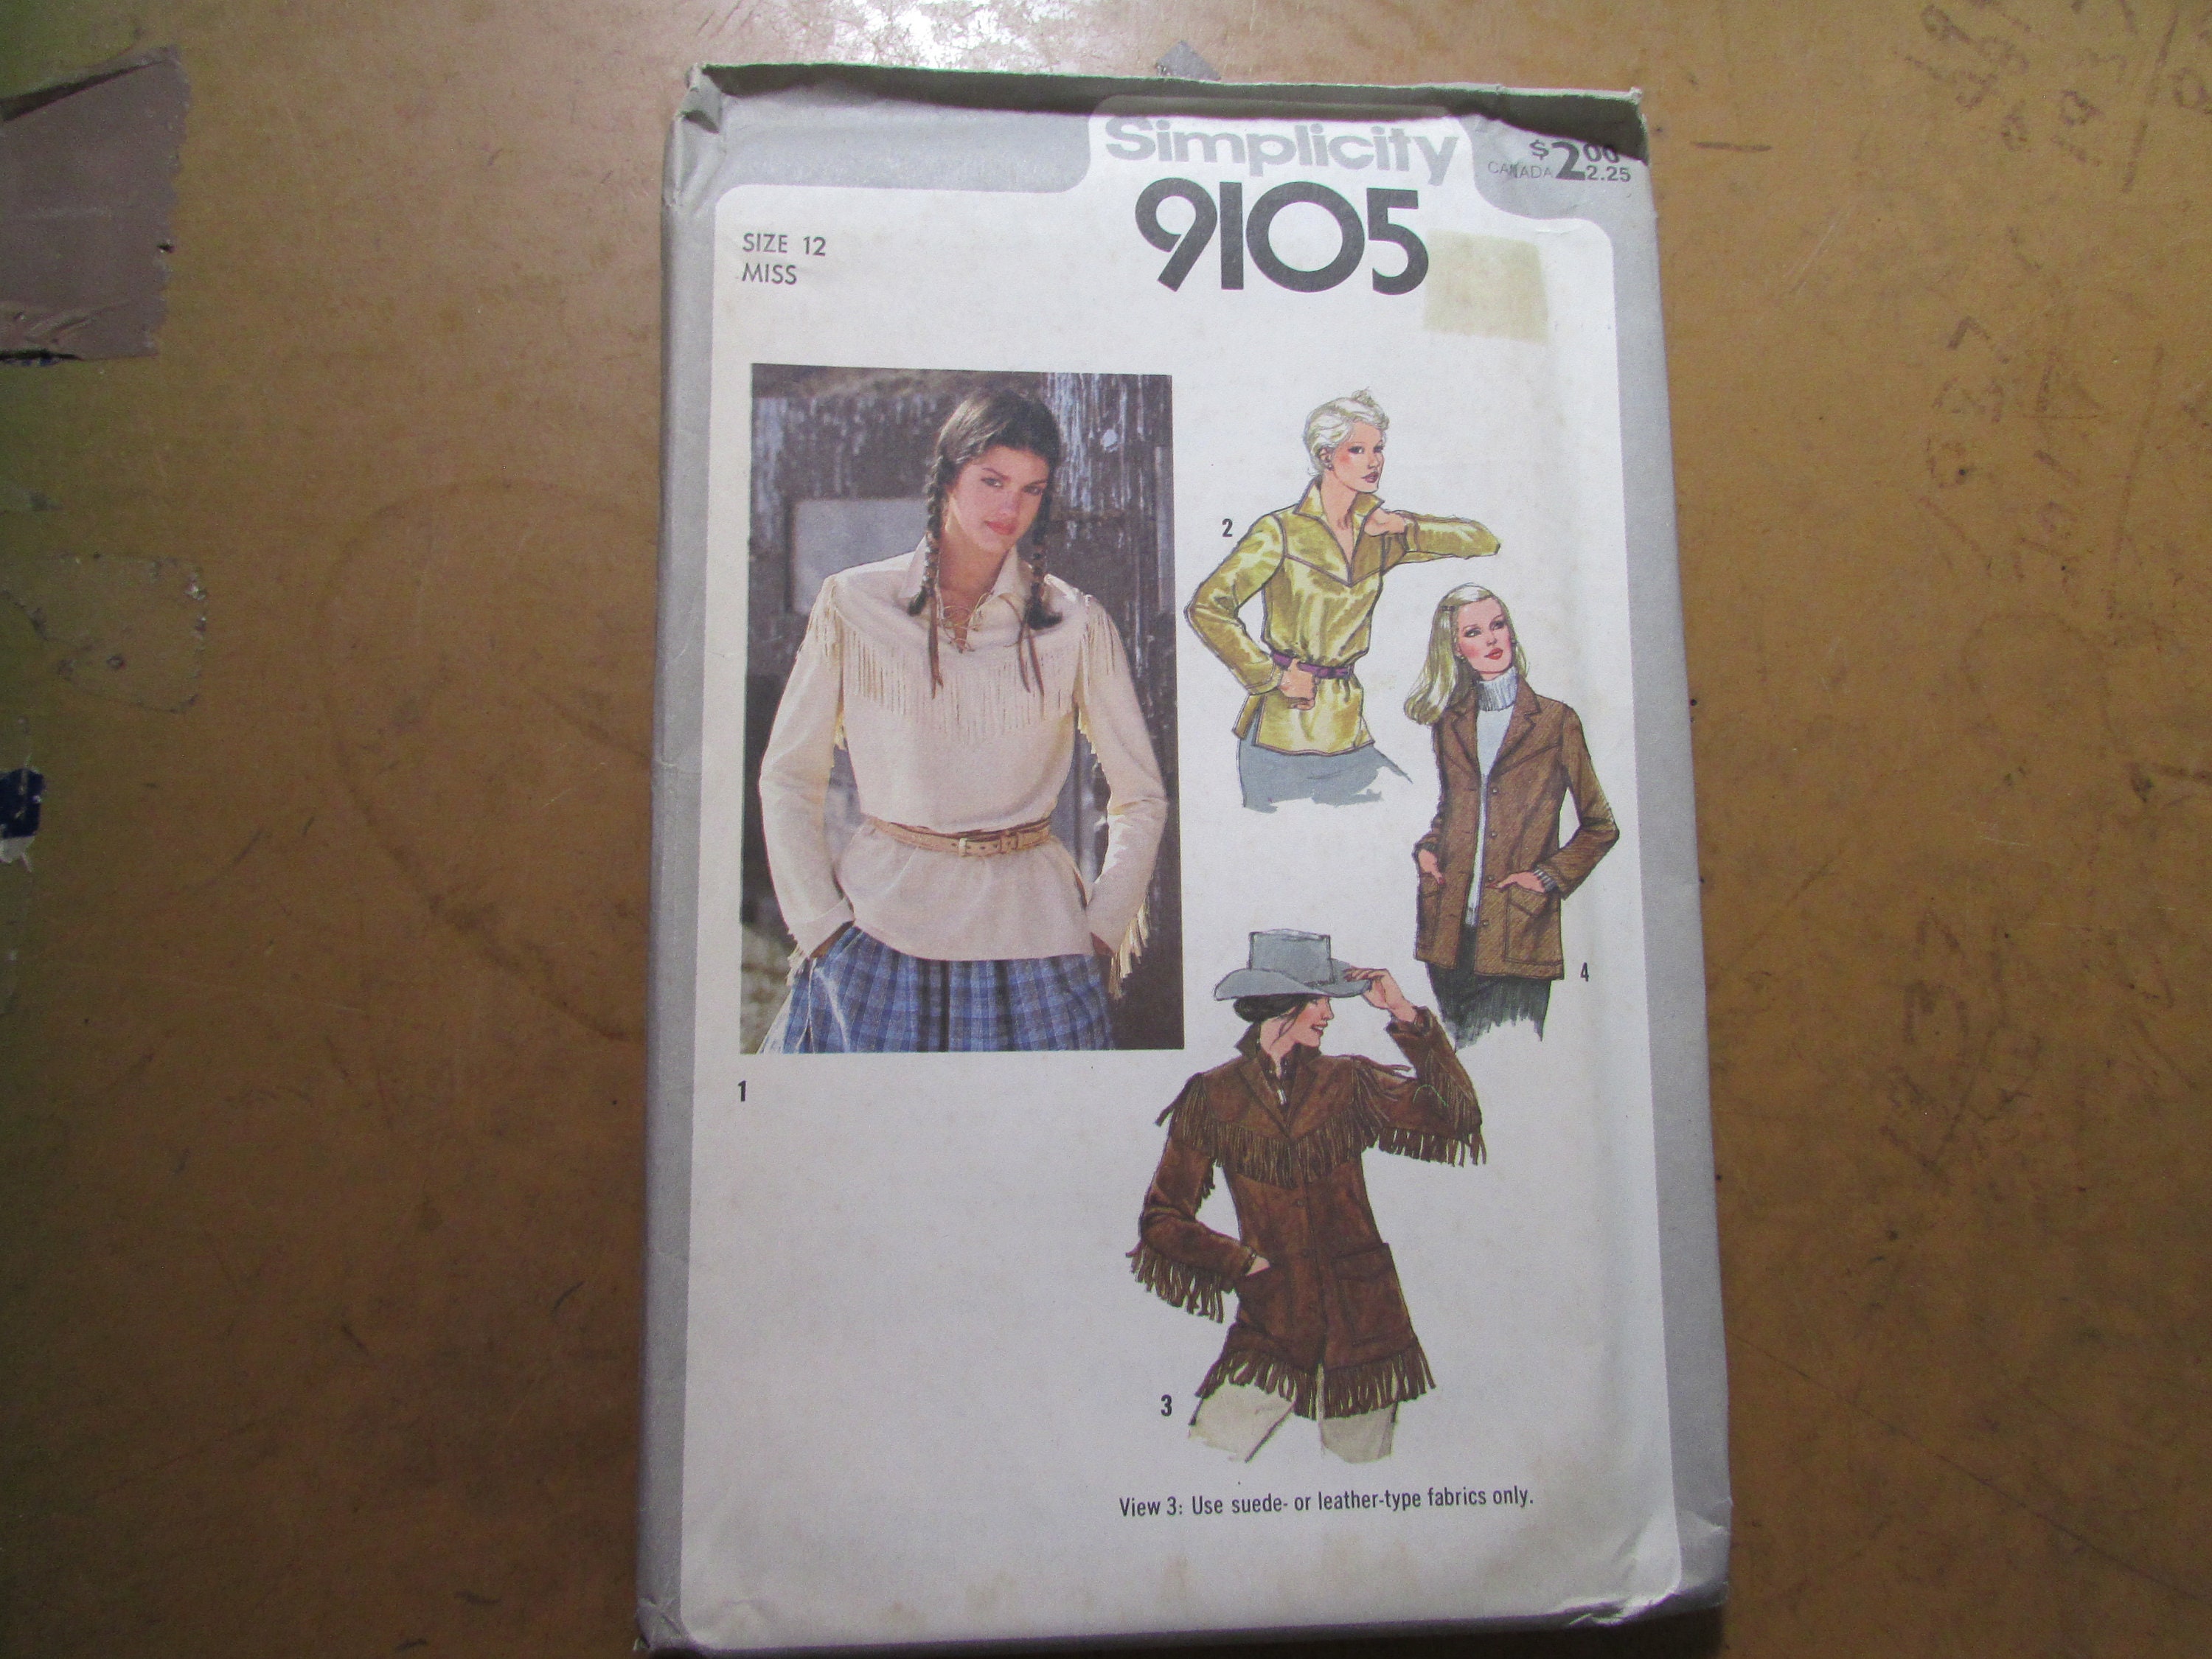 Simplicity
$2.00
CANADA 2.25
9105
SIZE 12
MISS
2
4
1
3
View 3: Use suede- or leather-type fabrics only.